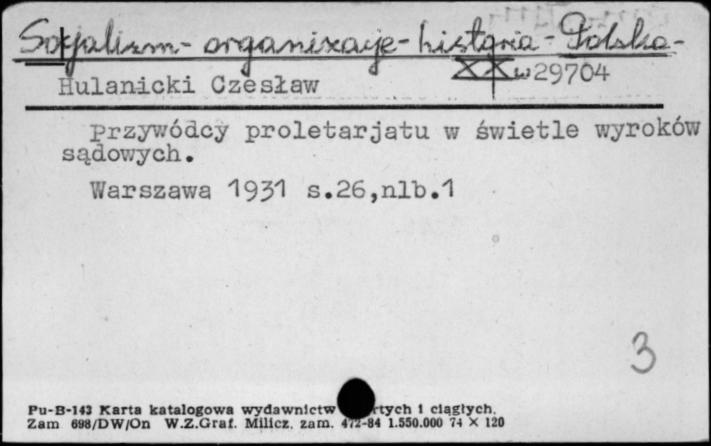 Socjalizm - organizacje - historia - Polska -
XX w 29704
Hulanicki Czesław
Przywódcy proletarjatu w świetle wyroków
sądowych.
Warszawa 1931 s.26,nlb.1
3
Pu-B-143 Karta katalogowa wydawnictw rtych i ciągłych.
Zam 698/DW/On W.Z.Graf. Milicz. zam. 472-84 1.550.000 74 × 120